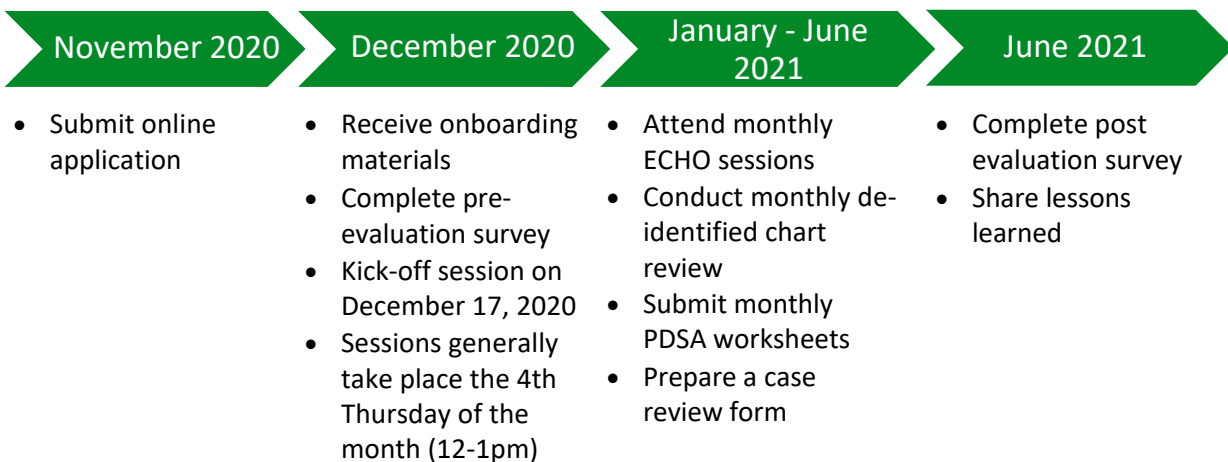 November 2020
• Submit online
application
December 2020
• Receive onboarding
materials
• Complete pre-
evaluation survey
• Kick-off session on
December 17, 2020
• Sessions generally
take place the 4th
Thursday of the
month (12-1pm)
January - June
2021
• Attend monthly
ECHO sessions
• Conduct monthly de-
identified chart
review
• Submit monthly
PDSA worksheets
• Prepare a case
review form
June 2021
• Complete post
evaluation survey
• Share lessons
learned